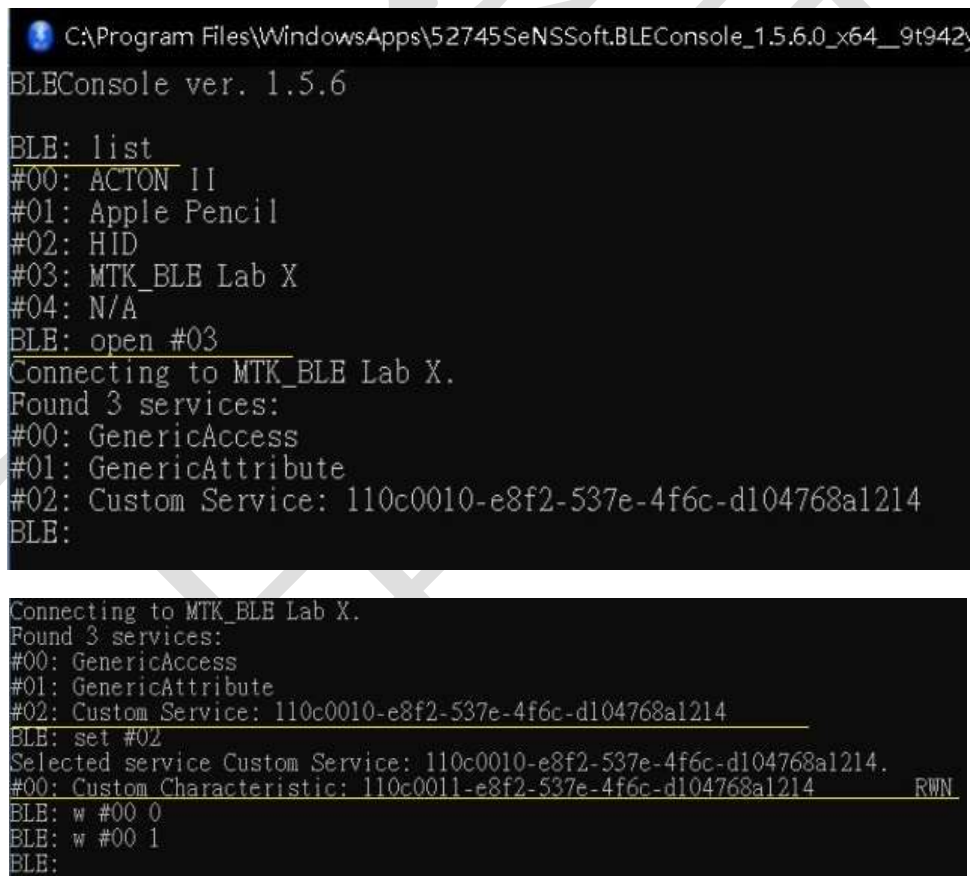 C:\Program Files\WindowsApps\52745SeNSSoft.BLEConsole_1.5.6.0_x64__9t942y
BLEConsole ver. 1.5.6
BLE: list
#00: ACTON II
#01: Apple Pencil
#02: HID
#03: MTK_BLE Lab X
#04: N/A
BLE: open #03
Connecting to MTK_BLE Lab X.
Found 3 services:
#00: GenericAccess
#01: GenericAttribute
#02: Custom Service: 110c0010-e8f2-537e-4f6c-d104768a1214
BLE:
Connecting to MTK_BLE Lab X.
Found 3 services:
#00: GenericAccess
#01: GenericAttribute
#02: Custom Service: 110c0010-e8f2-537e-4f6c-d104768a1214
BLE: set #02
Selected service Custom Service: 110c0010-e8f2-537e-4f6c-d104768a1214.
#00: Custom Characteristic: 110c0011-e8f2-537e-4f6c-d104768a1214 RWN
BLE: w #00 0
BLE: w #00 1
BLE: